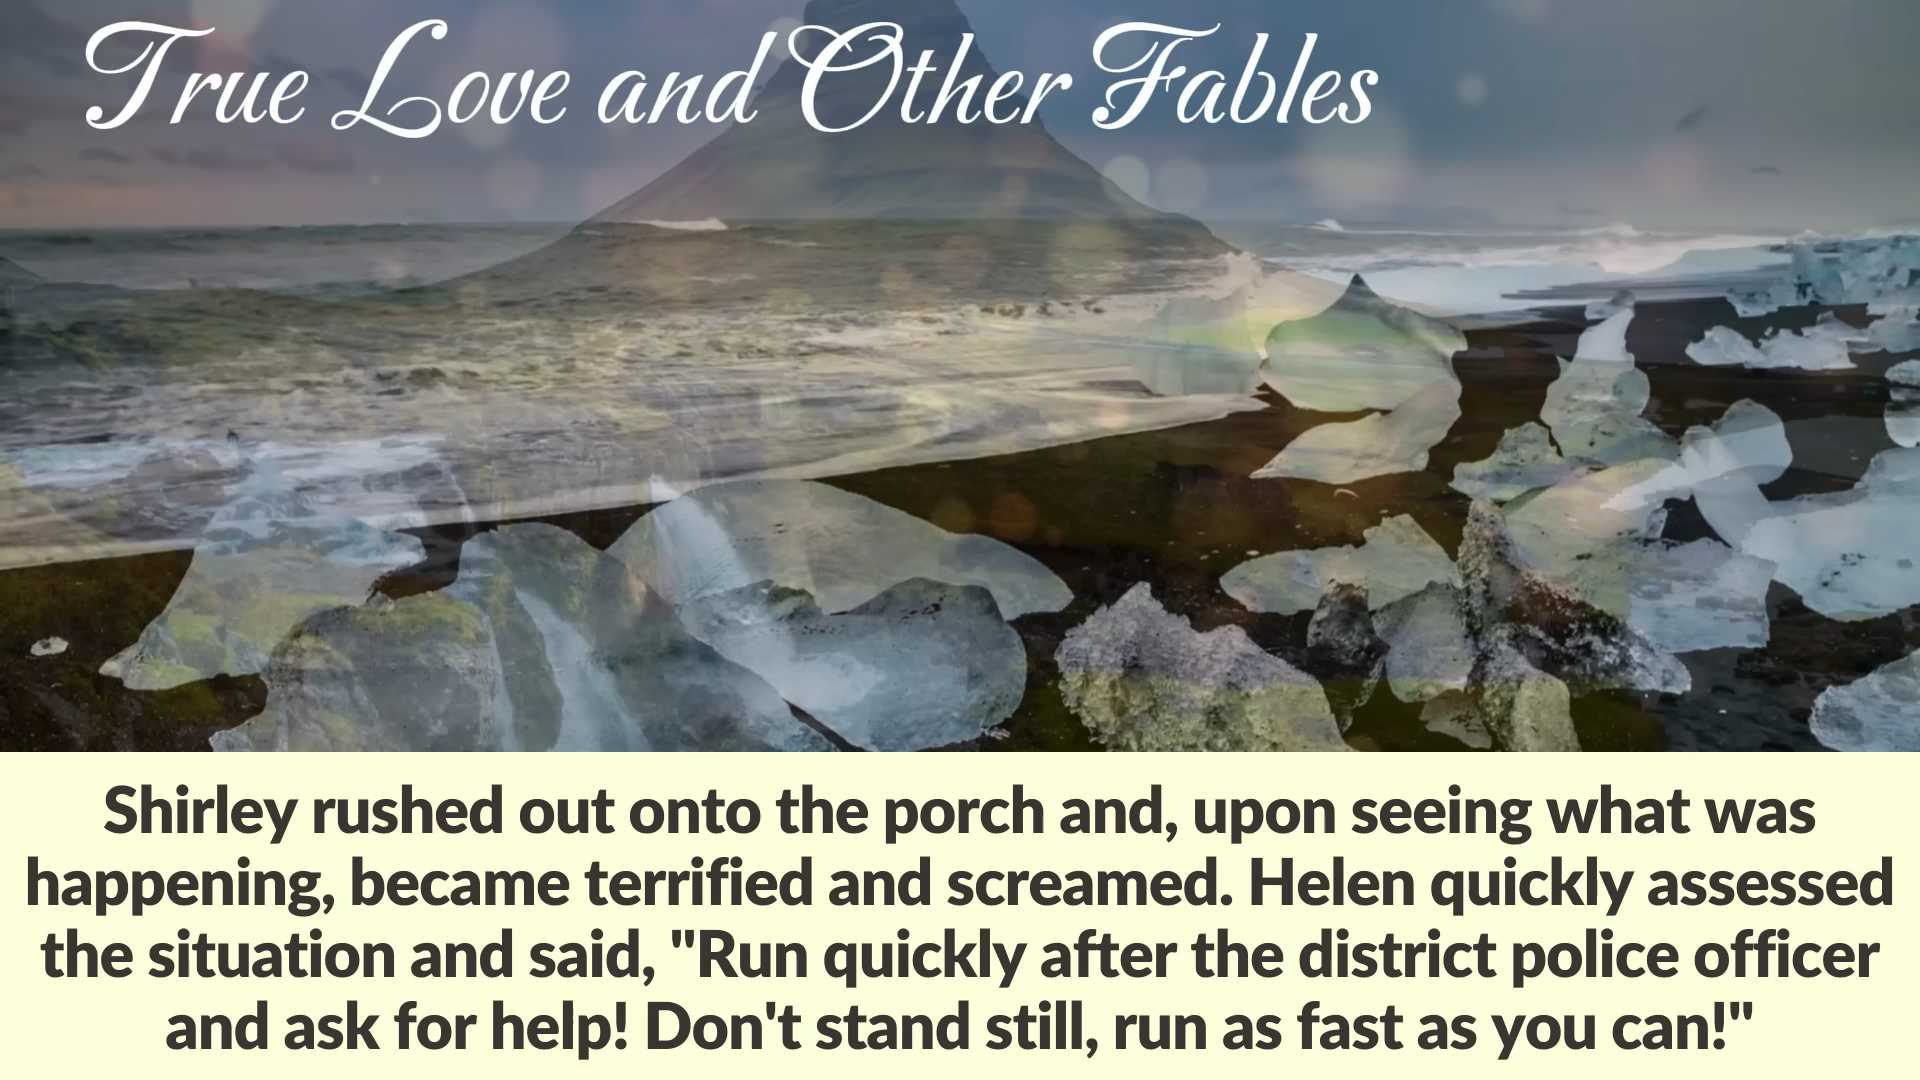 True Love and Other Fables
Shirley rushed out onto the porch and, upon seeing what was
happening, became terrified and screamed. Helen quickly assessed
the situation and said, "Run quickly after the district police officer
and ask for help! Don't stand still, run as fast as you can!"